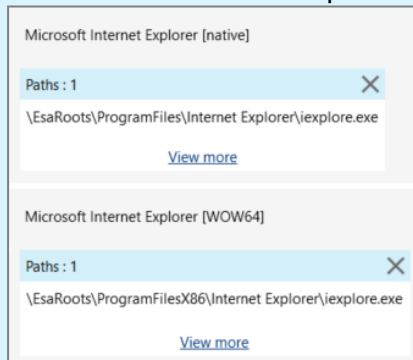 Microsoft Internet Explorer [native]
Paths : 1
\EsaRoots\ProgramFiles\Internet Explorer\iexplore.exe
View more
Microsoft Internet Explorer [WOW64]
Paths : 1
\EsaRoots\ProgramFilesX86\Internet Explorer\iexplore.exe
View more